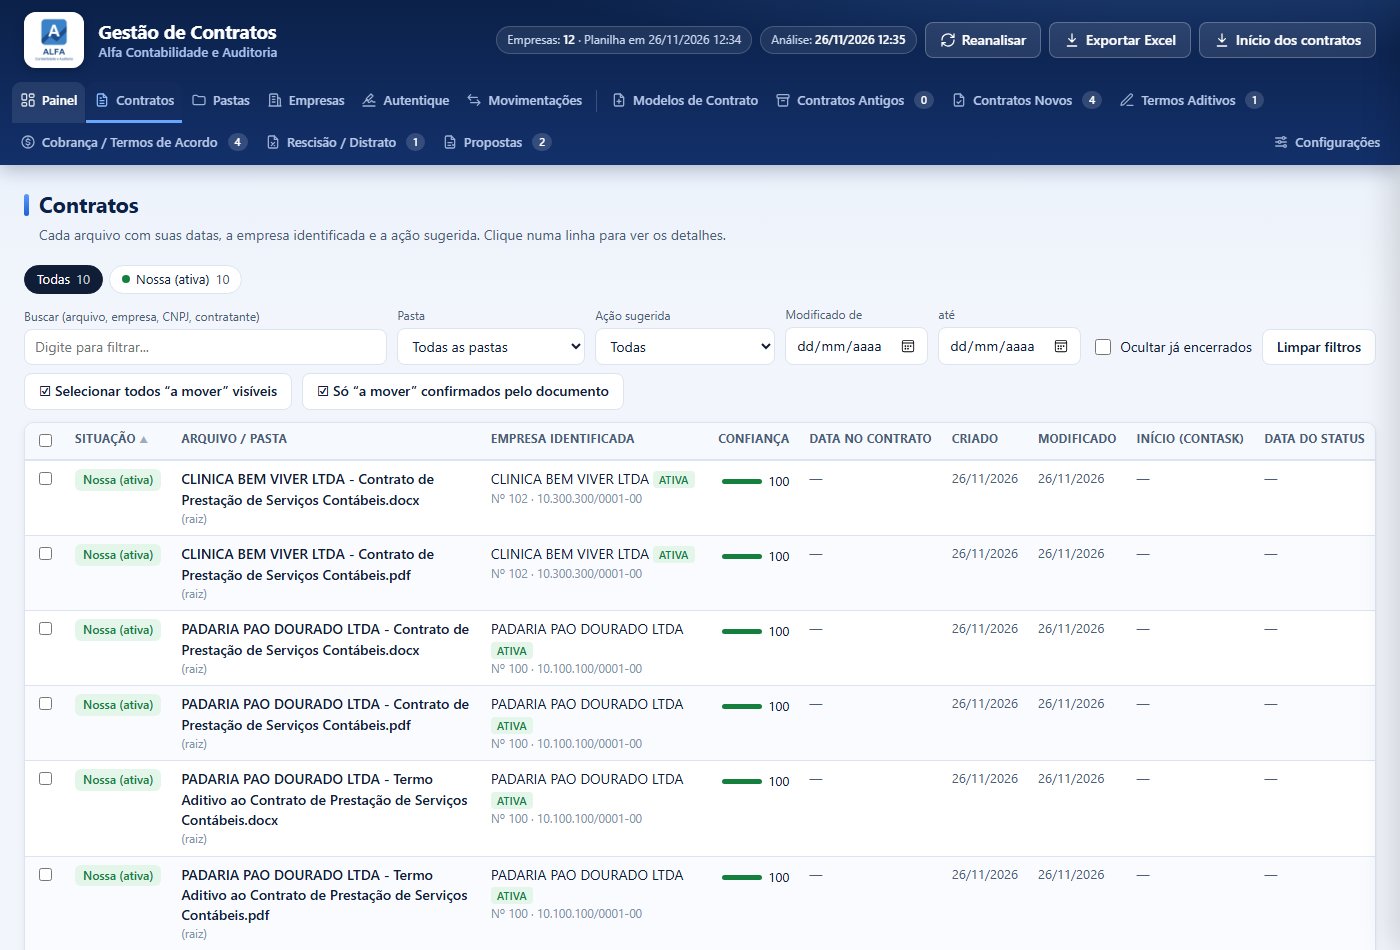 A
ALFA
Gestão de Contratos
Alfa Contabilidade e Auditoria
Empresas: 12 · Planilha em 26/11/2026 12:34
Análise: 26/11/2026 12:35
Reanalisar
Exportar Excel
Início dos contratos
Painel
Contratos
Pastas
Empresas
Autentique
Movimentações
Modelos de Contrato
Contratos Antigos 0
Contratos Novos 4
Termos Aditivos 1
Cobrança / Termos de Acordo 4
Rescisão / Distrato 1
Propostas 2
Configurações
Contratos
Cada arquivo com suas datas, a empresa identificada e a ação sugerida. Clique numa linha para ver os detalhes.
Todas 10
Nossa (ativa) 10
Buscar (arquivo, empresa, CNPJ, contratante)
Digite para filtrar...
Pasta
Todas as pastas
Ação sugerida
Todas
Modificado de
dd/mm/aaaa
até
dd/mm/aaaa
Ocultar já encerrados
Limpar filtros
Selecionar todos “a mover” visíveis
Só “a mover” confirmados pelo documento
SITUAÇÃO ▲ ARQUIVO / PASTA EMPRESA IDENTIFICADA CONFIANÇA DATA NO CONTRATO CRIADO MODIFICADO INÍCIO (CONTASK) DATA DO STATUS
Nossa (ativa)
CLINICA BEM VIVER LTDA - Contrato de
Prestação de Serviços Contábeis.docx
(raiz)
CLINICA BEM VIVER LTDA ATIVA
Nº 102 · 10.300.300/0001-00
100 — 26/11/2026 26/11/2026 — —
Nossa (ativa)
CLINICA BEM VIVER LTDA - Contrato de
Prestação de Serviços Contábeis.pdf
(raiz)
CLINICA BEM VIVER LTDA ATIVA
Nº 102 · 10.300.300/0001-00
100 — 26/11/2026 26/11/2026 — —
Nossa (ativa)
PADARIA PAO DOURADO LTDA - Contrato de
Prestação de Serviços Contábeis.docx
(raiz)
PADARIA PAO DOURADO LTDA
ATIVA
Nº 100 · 10.100.100/0001-00
100 — 26/11/2026 26/11/2026 — —
Nossa (ativa)
PADARIA PAO DOURADO LTDA - Contrato de
Prestação de Serviços Contábeis.pdf
(raiz)
PADARIA PAO DOURADO LTDA
ATIVA
Nº 100 · 10.100.100/0001-00
100 — 26/11/2026 26/11/2026 — —
Nossa (ativa)
PADARIA PAO DOURADO LTDA - Termo
Aditivo ao Contrato de Prestação de Serviços
Contábeis.docx
(raiz)
PADARIA PAO DOURADO LTDA
ATIVA
Nº 100 · 10.100.100/0001-00
100 — 26/11/2026 26/11/2026 — —
Nossa (ativa)
PADARIA PAO DOURADO LTDA - Termo
Aditivo ao Contrato de Prestação de Serviços
Contábeis.pdf
(raiz)
PADARIA PAO DOURADO LTDA
ATIVA
Nº 100 · 10.100.100/0001-00
100 — 26/11/2026 26/11/2026 — —